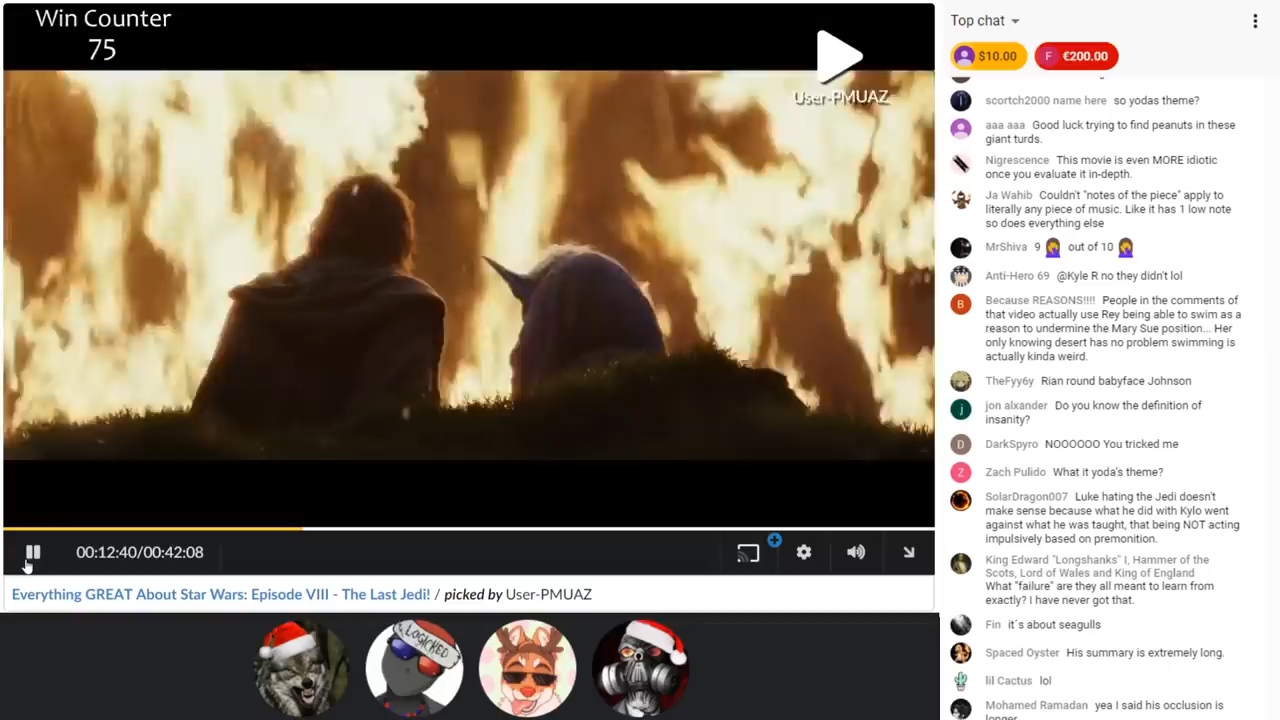 Win Counter
75
User-PMUAZ
00:12:40/00:42:08
Everything GREAT About Star Wars: Episode VIII - The Last Jedi! / picked by User-PMUAZ
LOGICKED
Top chat
$10.00
F €200.00
scortch2000 name here so yodas theme?
aaa aaa Good luck trying to find peanuts in these
giant turds.
Nigrescence This movie is even MORE idiotic
once you evaluate it in-depth.
Ja Wahib Couldn't "notes of the piece" apply to
literally any piece of music. Like it has 1 low note
so does everything else
MrShiva 9 🤦 out of 10 🤦
Anti-Hero 69 @Kyle R no they didn't lol
B Because REASONS!!!! People in the comments of
that video actually use Rey being able to swim as a
reason to undermine the Mary Sue position... Her
only knowing desert has no problem swimming is
actually kinda weird.
TheFyy6y Rian round babyface Johnson
j jon alxander Do you know the definition of
insanity?
D DarkSpyro NOOOOOO You tricked me
Z Zach Pulido What it yoda's theme?
SolarDragon007 Luke hating the Jedi doesn't
make sense because what he did with Kylo went
against what he was taught, that being NOT acting
impulsively based on premonition.
King Edward "Longshanks" I, Hammer of the
Scots, Lord of Wales and King of England
What "failure" are they all meant to learn from
exactly? I have never got that.
Fin it´s about seagulls
Spaced Oyster His summary is extremely long.
lil Cactus lol
Mohamed Ramadan yea I said his occlusion is
longer